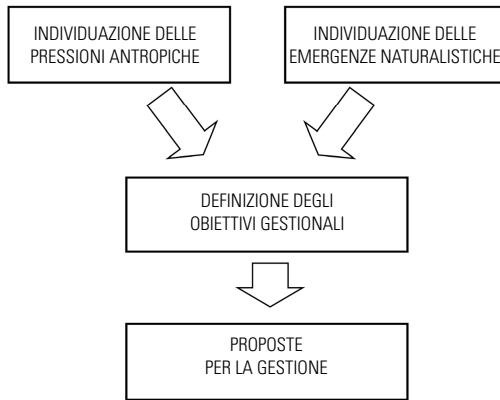 INDIVIDUAZIONE DELLE
PRESSIONI ANTROPICHE
INDIVIDUAZIONE DELLE
EMERGENZE NATURALISTICHE
DEFINIZIONE DEGLI
OBIETTIVI GESTIONALI
PROPOSTE
PER LA GESTIONE